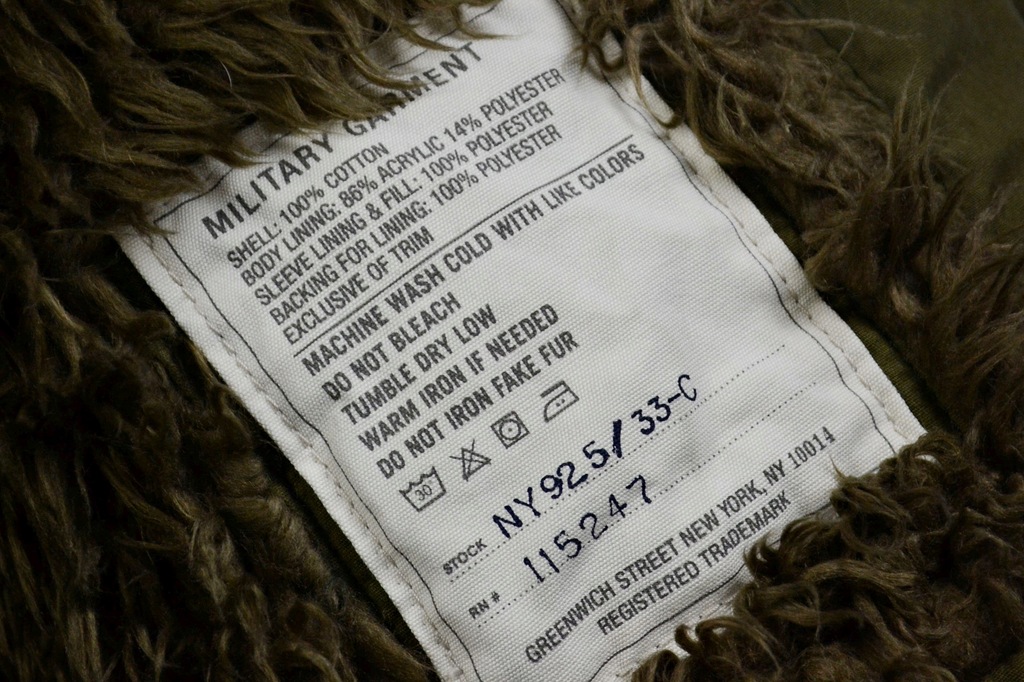 MILITARY GARMENT
SHELL: 100% COTTON
BODY LINING: 86% ACRYLIC 14% POLYESTER
SLEEVE LINING & FILL: 100% POLYESTER
BACKING FOR LINING: 100% POLYESTER
EXCLUSIVE OF TRIM
MACHINE WASH COLD WITH LIKE COLORS
DO NOT BLEACH
TUMBLE DRY LOW
WARM IRON IF NEEDED
DO NOT IRON FAKE FUR
30
STOCK NY925/33-C
RN # 115247
GREENWICH STREET NEW YORK, NY 10014
REGISTERED TRADEMARK